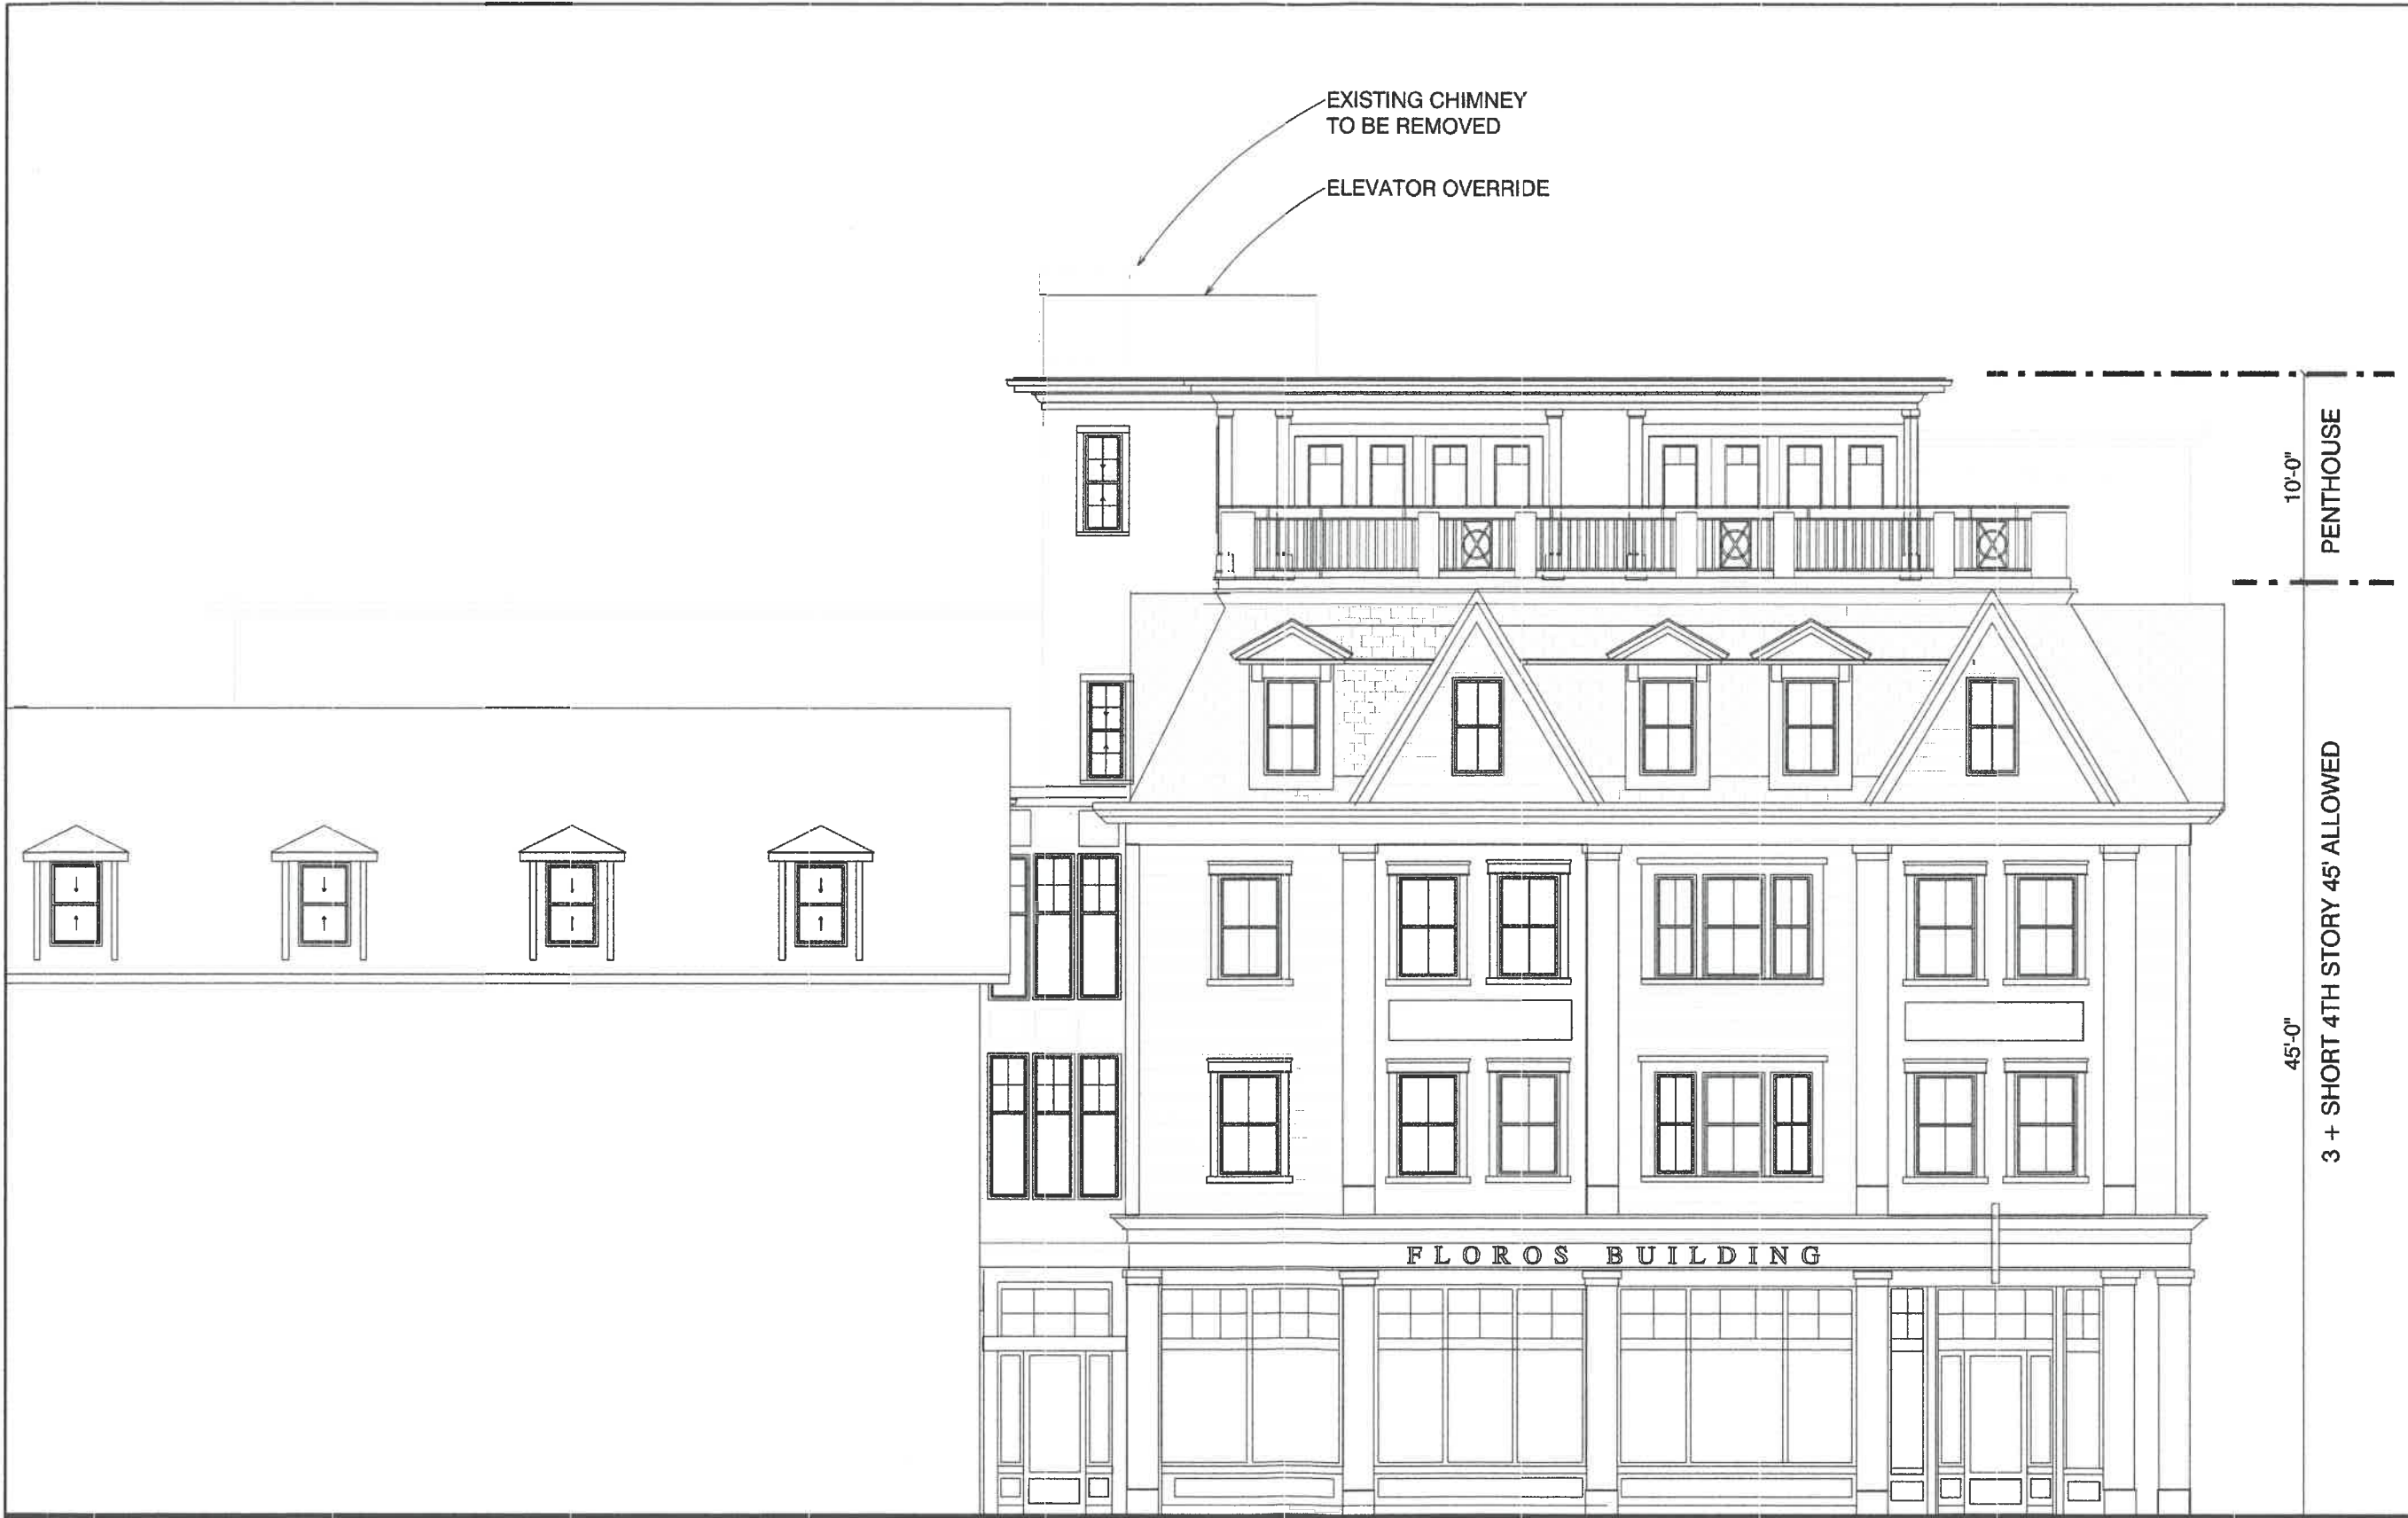 EXISTING CHIMNEY
TO BE REMOVED
ELEVATOR OVERRIDE
10'-0"
PENTHOUSE
45'-0"
3 + SHORT 4TH STORY 45' ALLOWED
FLOROS BUILDING